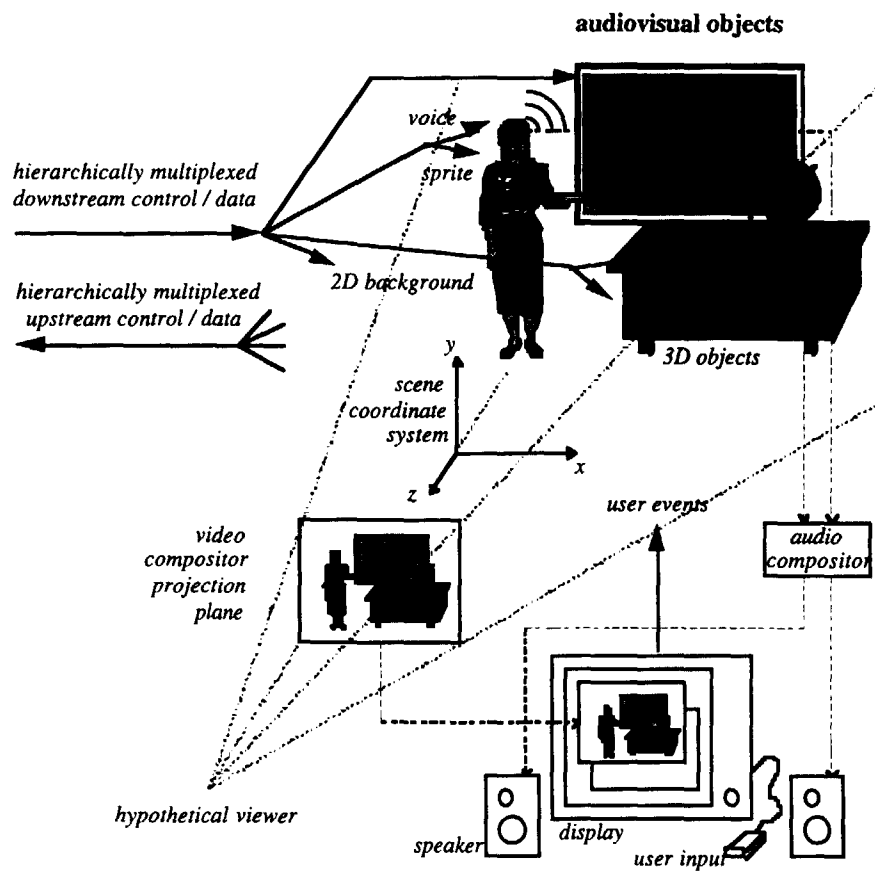 audiovisual objects
voice
sprite
hierarchically multiplexed
downstream control / data
2D background
hierarchically multiplexed
upstream control / data
3D objects
y
scene
coordinate
system
x
z
user events
video
compositor
projection
plane
audio
compositor
hypothetical viewer
speaker
display
user input